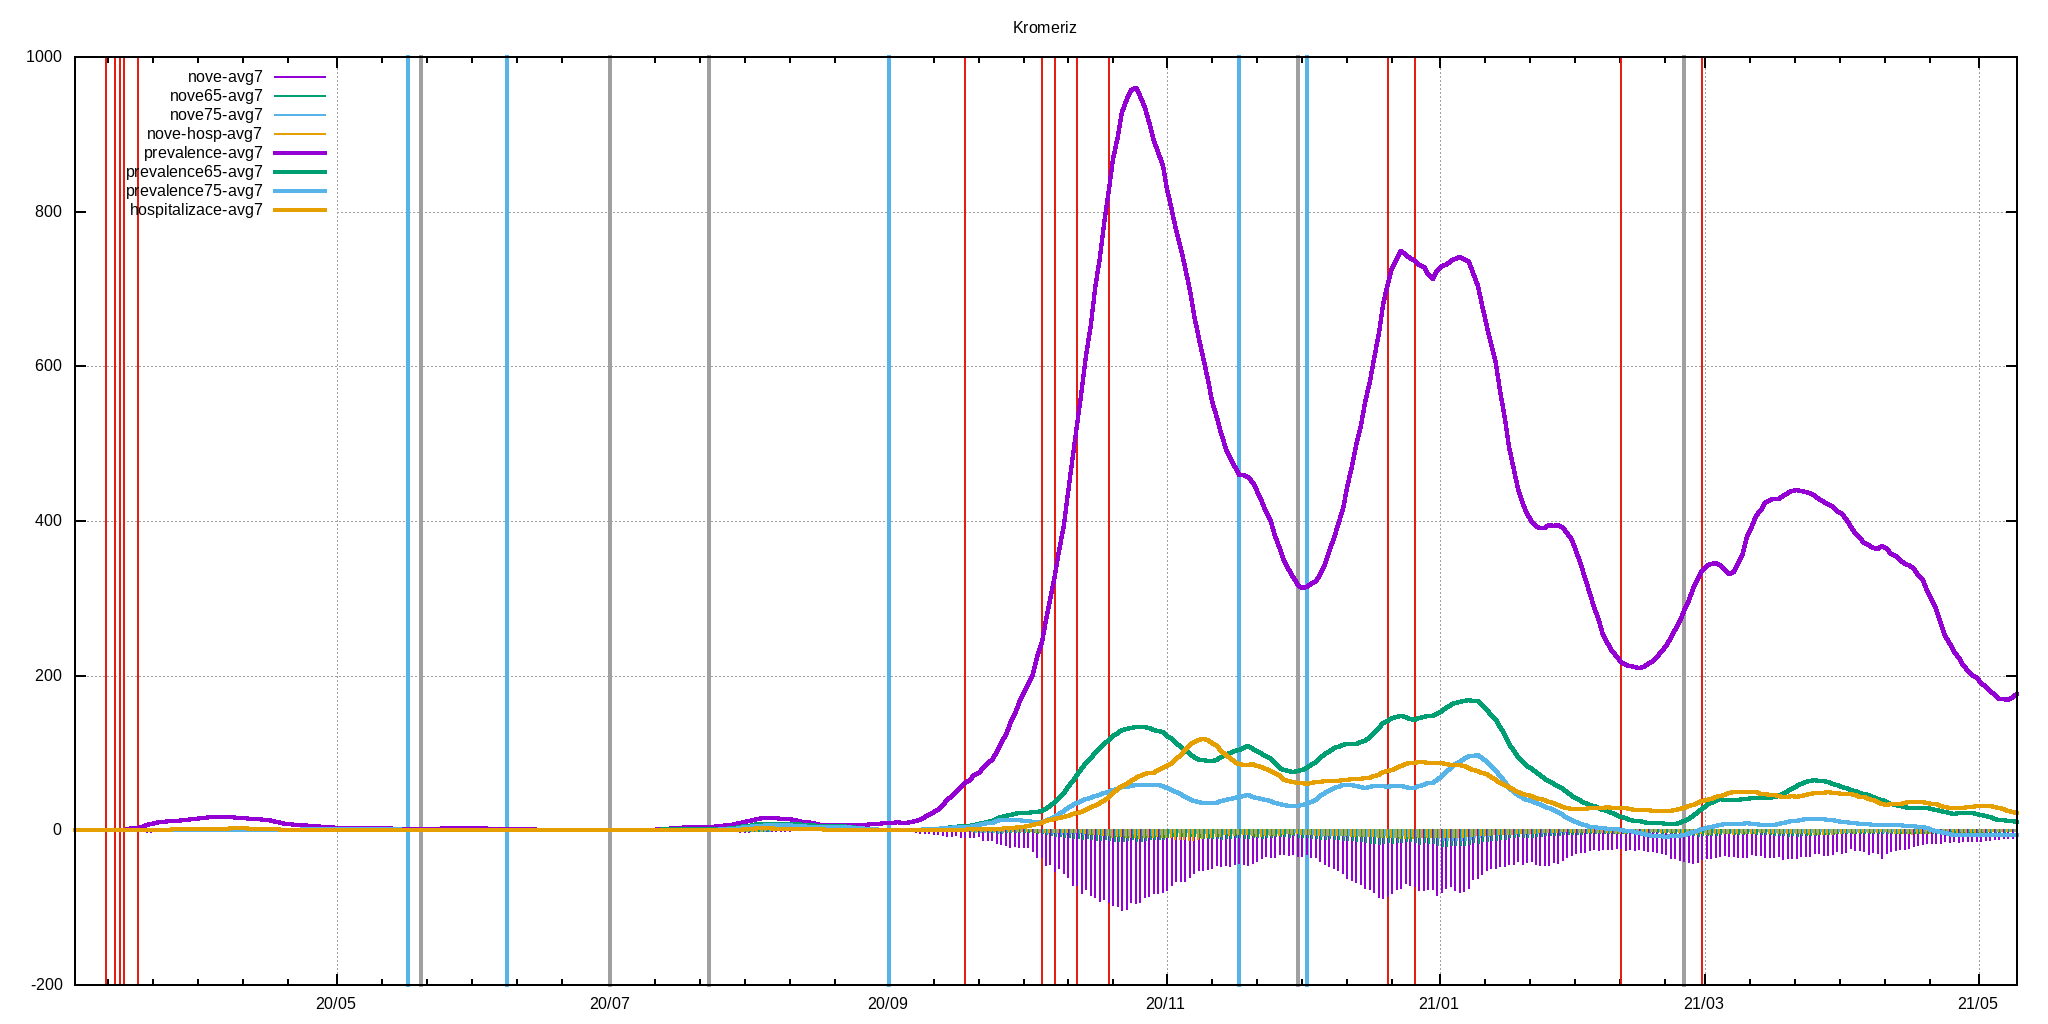 Kromeriz
1000
800
600
400
200
0
-200
nove-avg7
nove65-avg7
nove75-avg7
nove-hosp-avg7
prevalence-avg7
prevalence65-avg7
prevalence75-avg7
hospitalizace-avg7
20/05
20/07
20/09
20/11
21/01
21/03
21/05